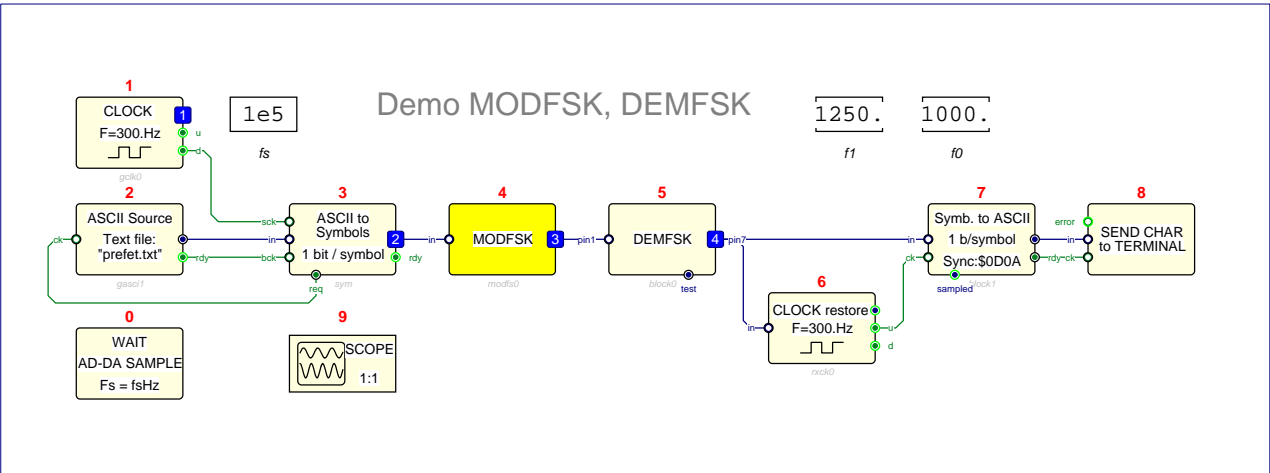 Demo MODFSK, DEMFSK
1
CLOCK
1
F=300.Hz
u
d
gclk0
1e5
fs
1250.
f1
1000.
f0
2
ASCII Source
Text file:
"prefet.txt"
ck
rdy
gasci1
3
ASCII to
Symbols
1 bit / symbol
sck
in
bck
2
rdy
req
sym
4
in
MODFSK
3
modfs0
5
pin1
DEMFSK
4
pin7
test
block0
6
CLOCK restore
F=300.Hz
in
u
d
rxck0
7
Symb. to ASCII
1 b/symbol
Sync:$0D0A
in
ck
rdy
sampled
block1
8
error
in
ck
SEND CHAR
to TERMINAL
0
WAIT
AD-DA SAMPLE
Fs = fsHz
9
SCOPE
1:1